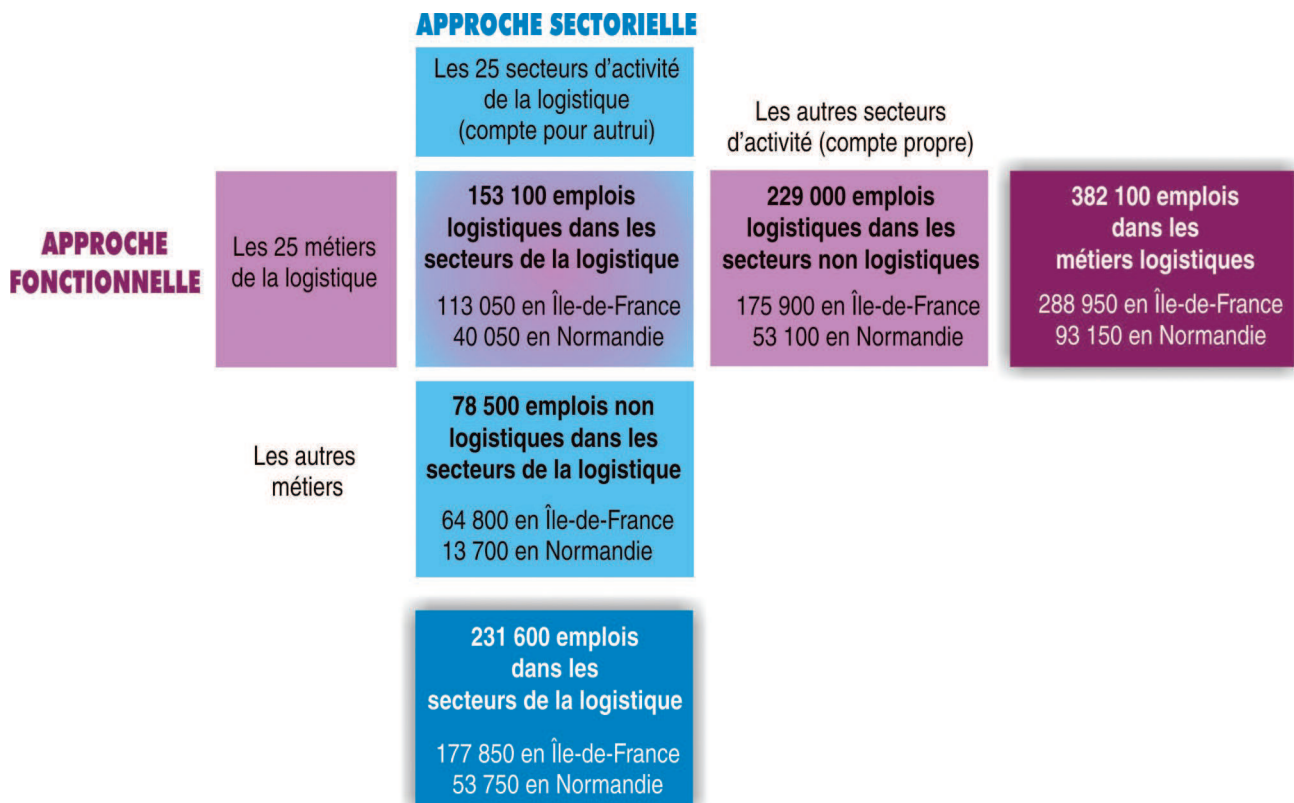 APPROCHE SECTORIELLE
Les 25 secteurs d'activité
de la logistique
(compte pour autrui)
Les autres secteurs
d'activité (compte propre)
APPROCHE
FONCTIONNELLE
Les 25 métiers
de la logistique
153 100 emplois
logistiques dans les
secteurs de la logistique
113 050 en Île-de-France
40 050 en Normandie
229 000 emplois
logistiques dans les
secteurs non logistiques
175 900 en Île-de-France
53 100 en Normandie
382 100 emplois
dans les
métiers logistiques
288 950 en Île-de-France
93 150 en Normandie
Les autres
métiers
78 500 emplois non
logistiques dans les
secteurs de la logistique
64 800 en Île-de-France
13 700 en Normandie
231 600 emplois
dans les
secteurs de la logistique
177 850 en Île-de-France
53 750 en Normandie